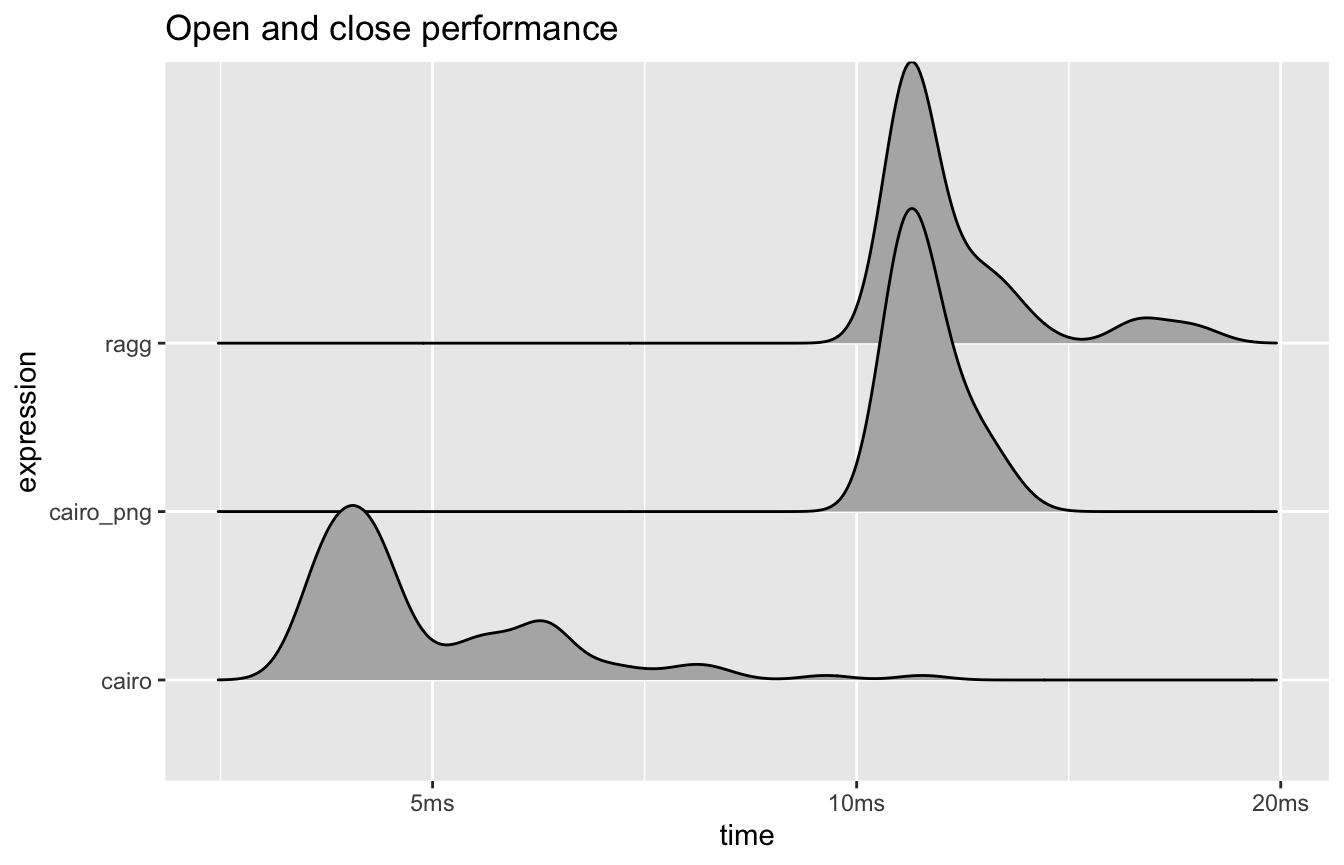 Open and close performance
ragg
cairo_png
cairo
expression
5ms
10ms
20ms
time